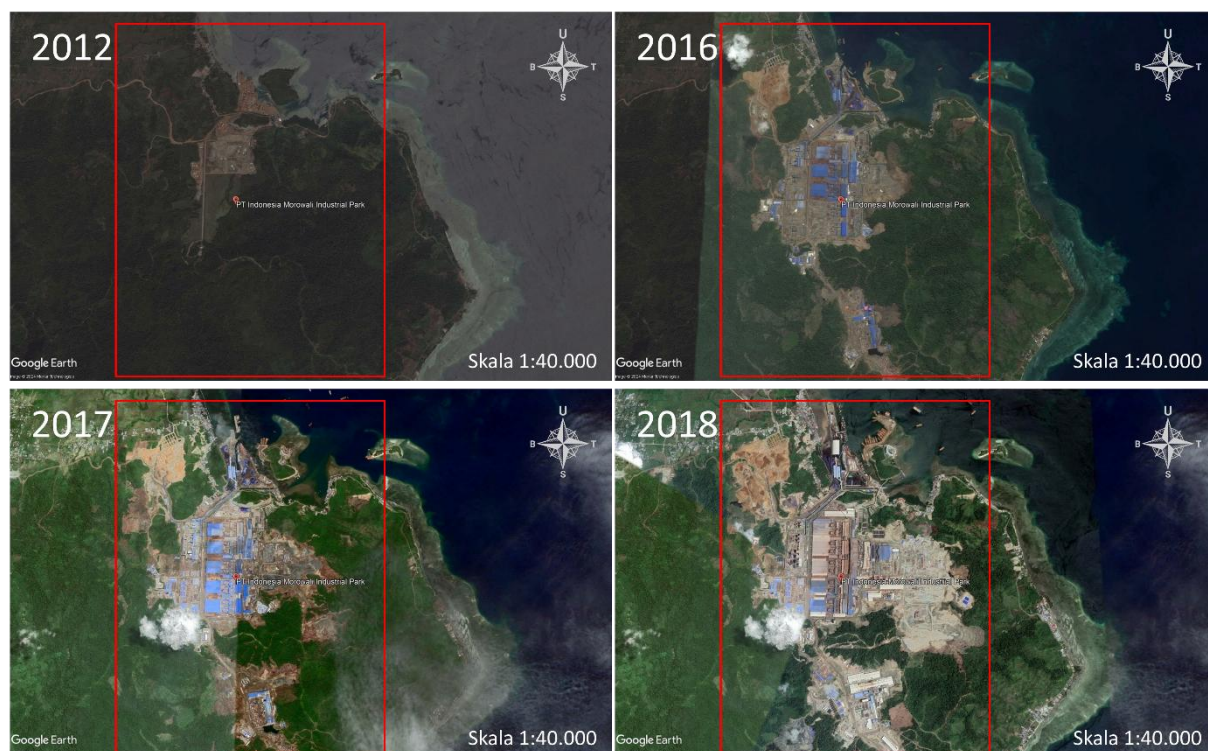 2012
U
B T
S
PT Indonesia Morowali Industrial Park
Google Earth
Skala 1:40.000
2016
U
B T
S
PT Indonesia Morowali Industrial Park
Google Earth
Skala 1:40.000
2017
U
B T
S
PT Indonesia Morowali Industrial Park
Google Earth
Skala 1:40.000
2018
U
B T
S
PT Indonesia Morowali Industrial Park
Google Earth
Skala 1:40.000